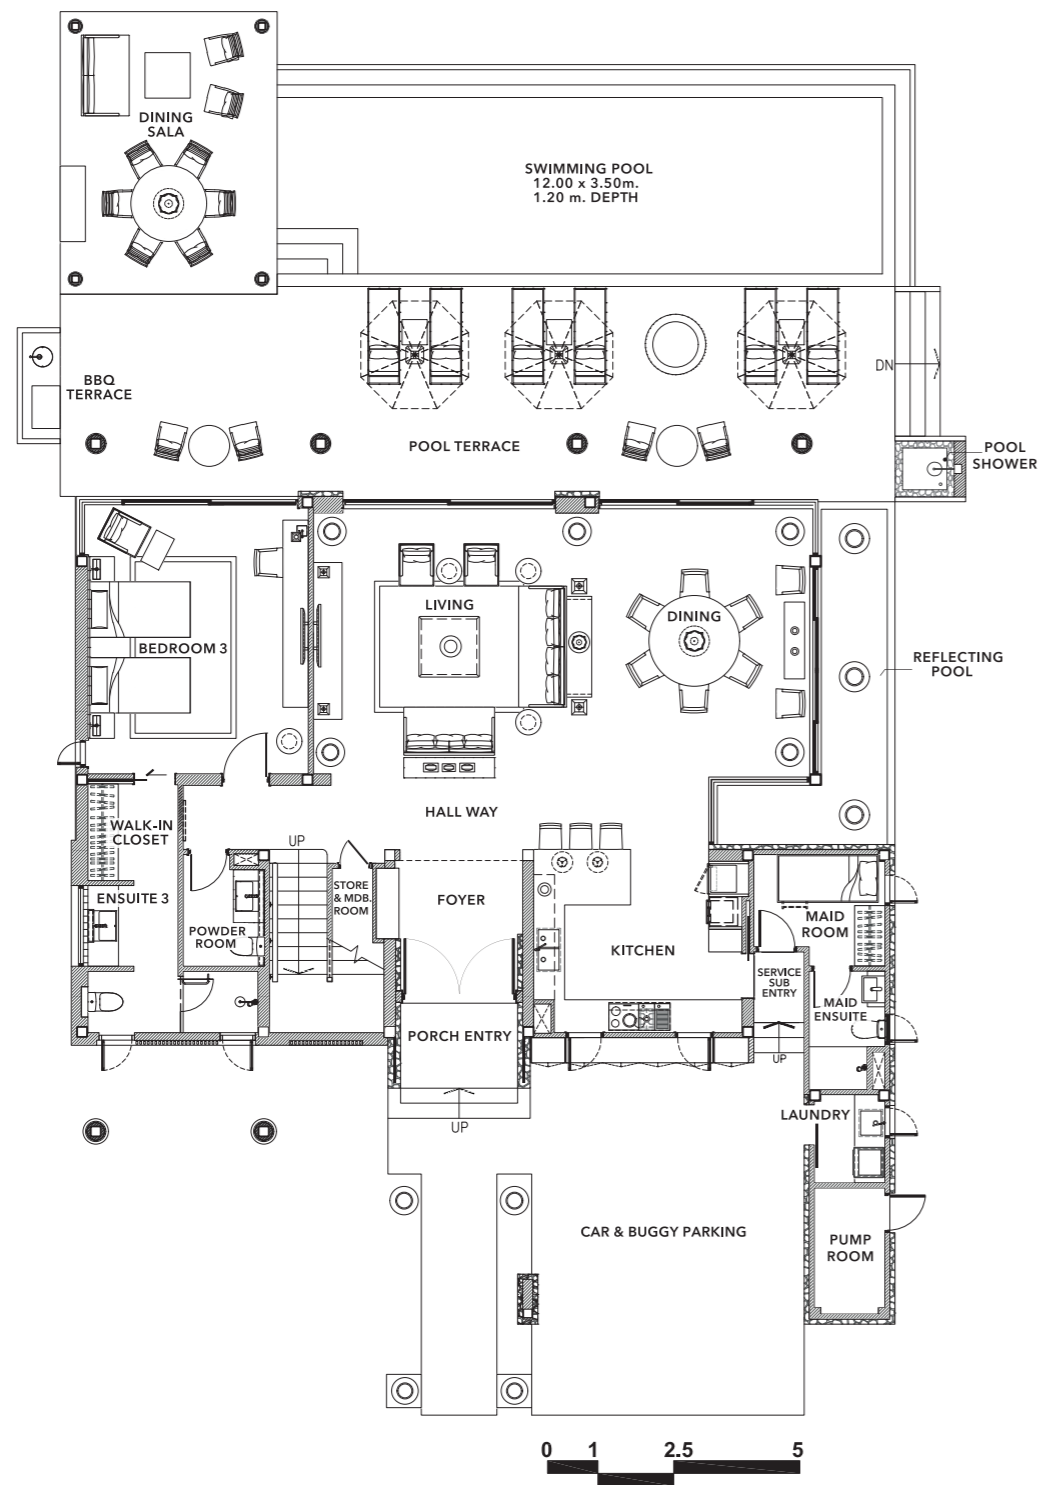 DINING
SALA
SWIMMING POOL
12.00 x 3.50m.
1.20 m. DEPTH
BBQ
TERRACE
DN
POOL TERRACE
POOL
SHOWER
LIVING
DINING
BEDROOM 3
REFLECTING
POOL
HALL WAY
WALK-IN
CLOSET
UP
STORE
& MDB.
ROOM
ENSUITE 3
FOYER
POWDER
ROOM
KITCHEN
MAID
ROOM
SERVICE
SUB
ENTRY
MAID
ENSUITE
PORCH ENTRY
UP
UP
LAUNDRY
CAR & BUGGY PARKING
PUMP
ROOM
0 1 2.5 5